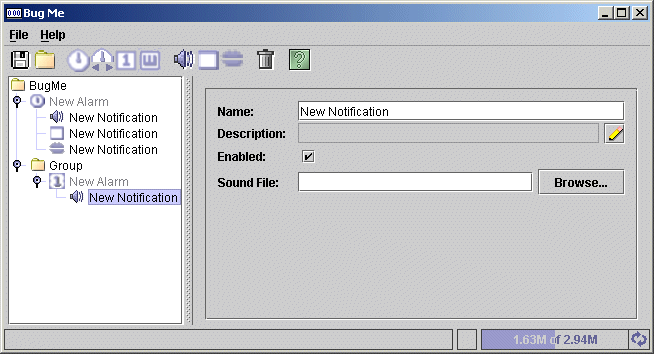 Bug Me
File Help
BugMe
New Alarm
New Notification
New Notification
New Notification
Group
1 New Alarm
New Notification
Name: New Notification
Description:
Enabled:
Sound File: Browse...
1.63M of 2.94M